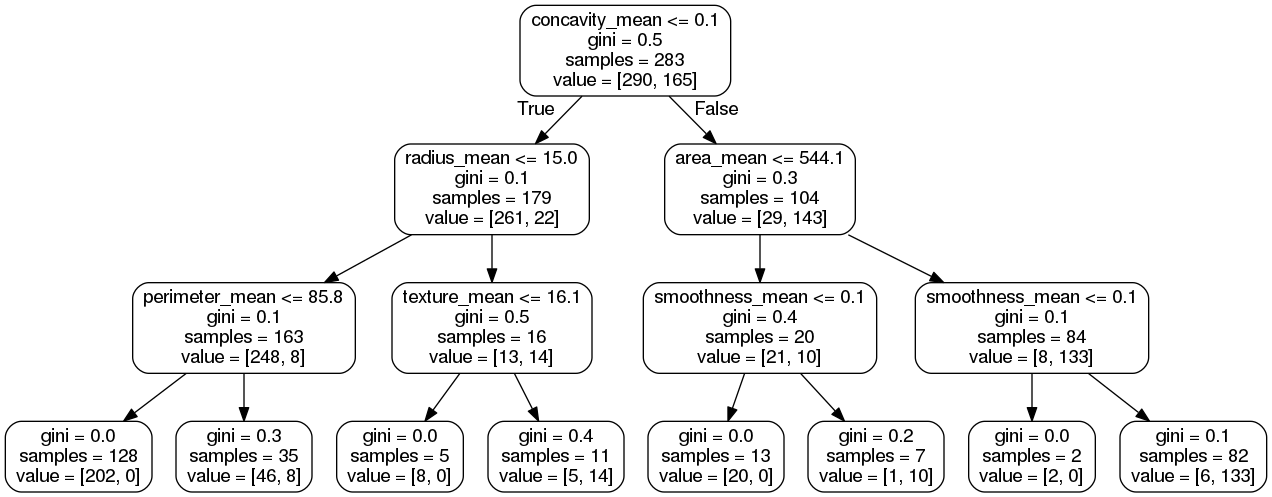 concavity_mean <= 0.1
gini = 0.5
samples = 283
value = [290, 165]
True
False
radius_mean <= 15.0
gini = 0.1
samples = 179
value = [261, 22]
area_mean <= 544.1
gini = 0.3
samples = 104
value = [29, 143]
perimeter_mean <= 85.8
gini = 0.1
samples = 163
value = [248, 8]
texture_mean <= 16.1
gini = 0.5
samples = 16
value = [13, 14]
smoothness_mean <= 0.1
gini = 0.4
samples = 20
value = [21, 10]
smoothness_mean <= 0.1
gini = 0.1
samples = 84
value = [8, 133]
gini = 0.0
samples = 128
value = [202, 0]
gini = 0.3
samples = 35
value = [46, 8]
gini = 0.0
samples = 5
value = [8, 0]
gini = 0.4
samples = 11
value = [5, 14]
gini = 0.0
samples = 13
value = [20, 0]
gini = 0.2
samples = 7
value = [1, 10]
gini = 0.0
samples = 2
value = [2, 0]
gini = 0.1
samples = 82
value = [6, 133]